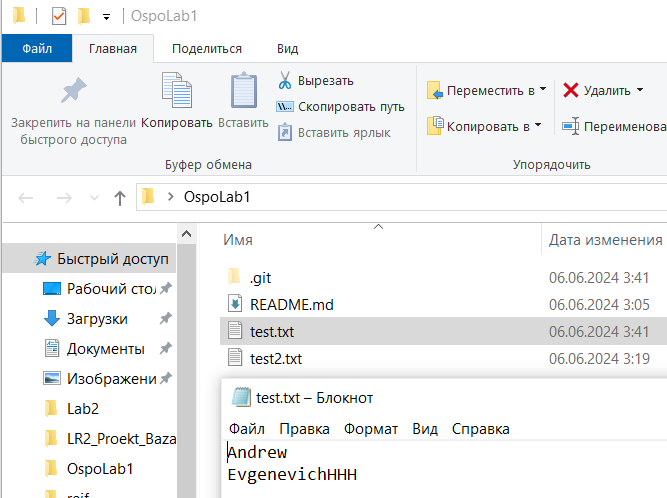 OspoLab1
Файл Главная Поделиться Вид
Закрепить на панели быстрого доступа
Копировать
Вставить
Вырезать
Скопировать путь
Вставить ярлык
Переместить в
Копировать в
Удалить
Переименова
Буфер обмена
Упорядочить
OspoLab1
Имя Дата изменения
Быстрый доступ
Рабочий стол
Загрузки
Документы
Изображени
Lab2
LR2_Proekt_Baza
OspoLab1
.git 06.06.2024 3:41
README.md 06.06.2024 3:05
test.txt 06.06.2024 3:41
test2.txt 06.06.2024 3:19
test.txt – Блокнот
Файл Правка Формат Вид Справка
Andrew
EvgenevichHHH